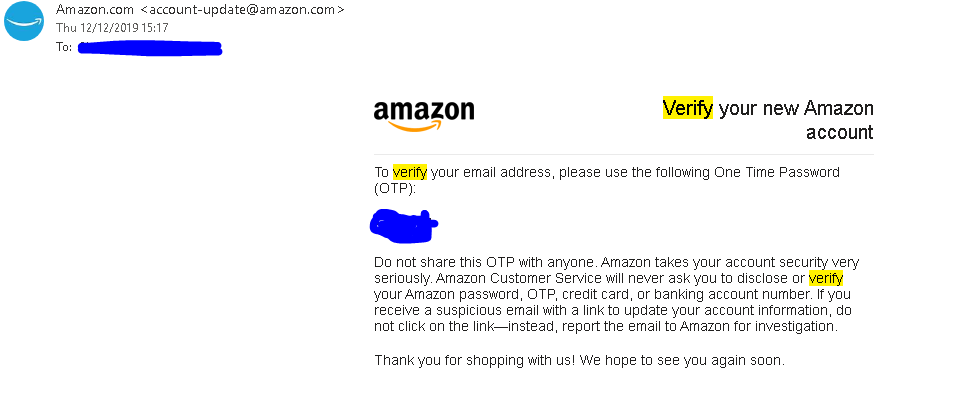 Amazon.com <account-update@amazon.com>
Thu 12/12/2019 15:17
To:
amazon
Verify your new Amazon
account
To verify your email address, please use the following One Time Password
(OTP):
Do not share this OTP with anyone. Amazon takes your account security very
seriously. Amazon Customer Service will never ask you to disclose or verify
your Amazon password, OTP, credit card, or banking account number. If you
receive a suspicious email with a link to update your account information, do
not click on the link—instead, report the email to Amazon for investigation.
Thank you for shopping with us! We hope to see you again soon.